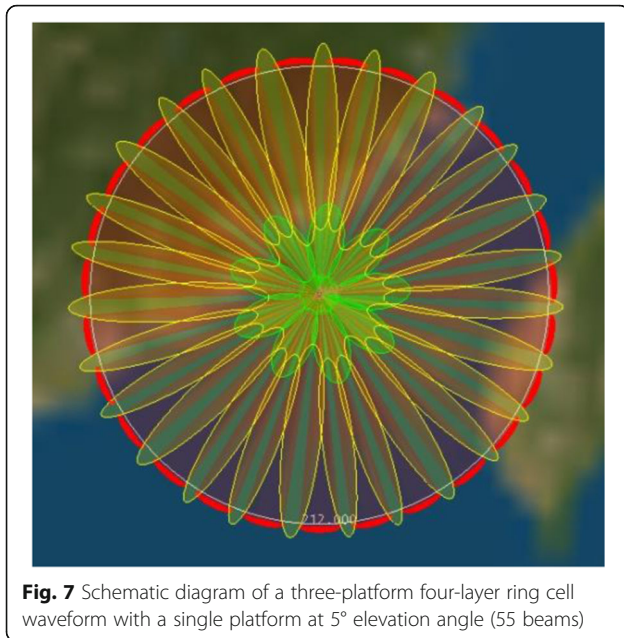 212.000
Fig. 7 Schematic diagram of a three-platform four-layer ring cell
waveform with a single platform at 5° elevation angle (55 beams)